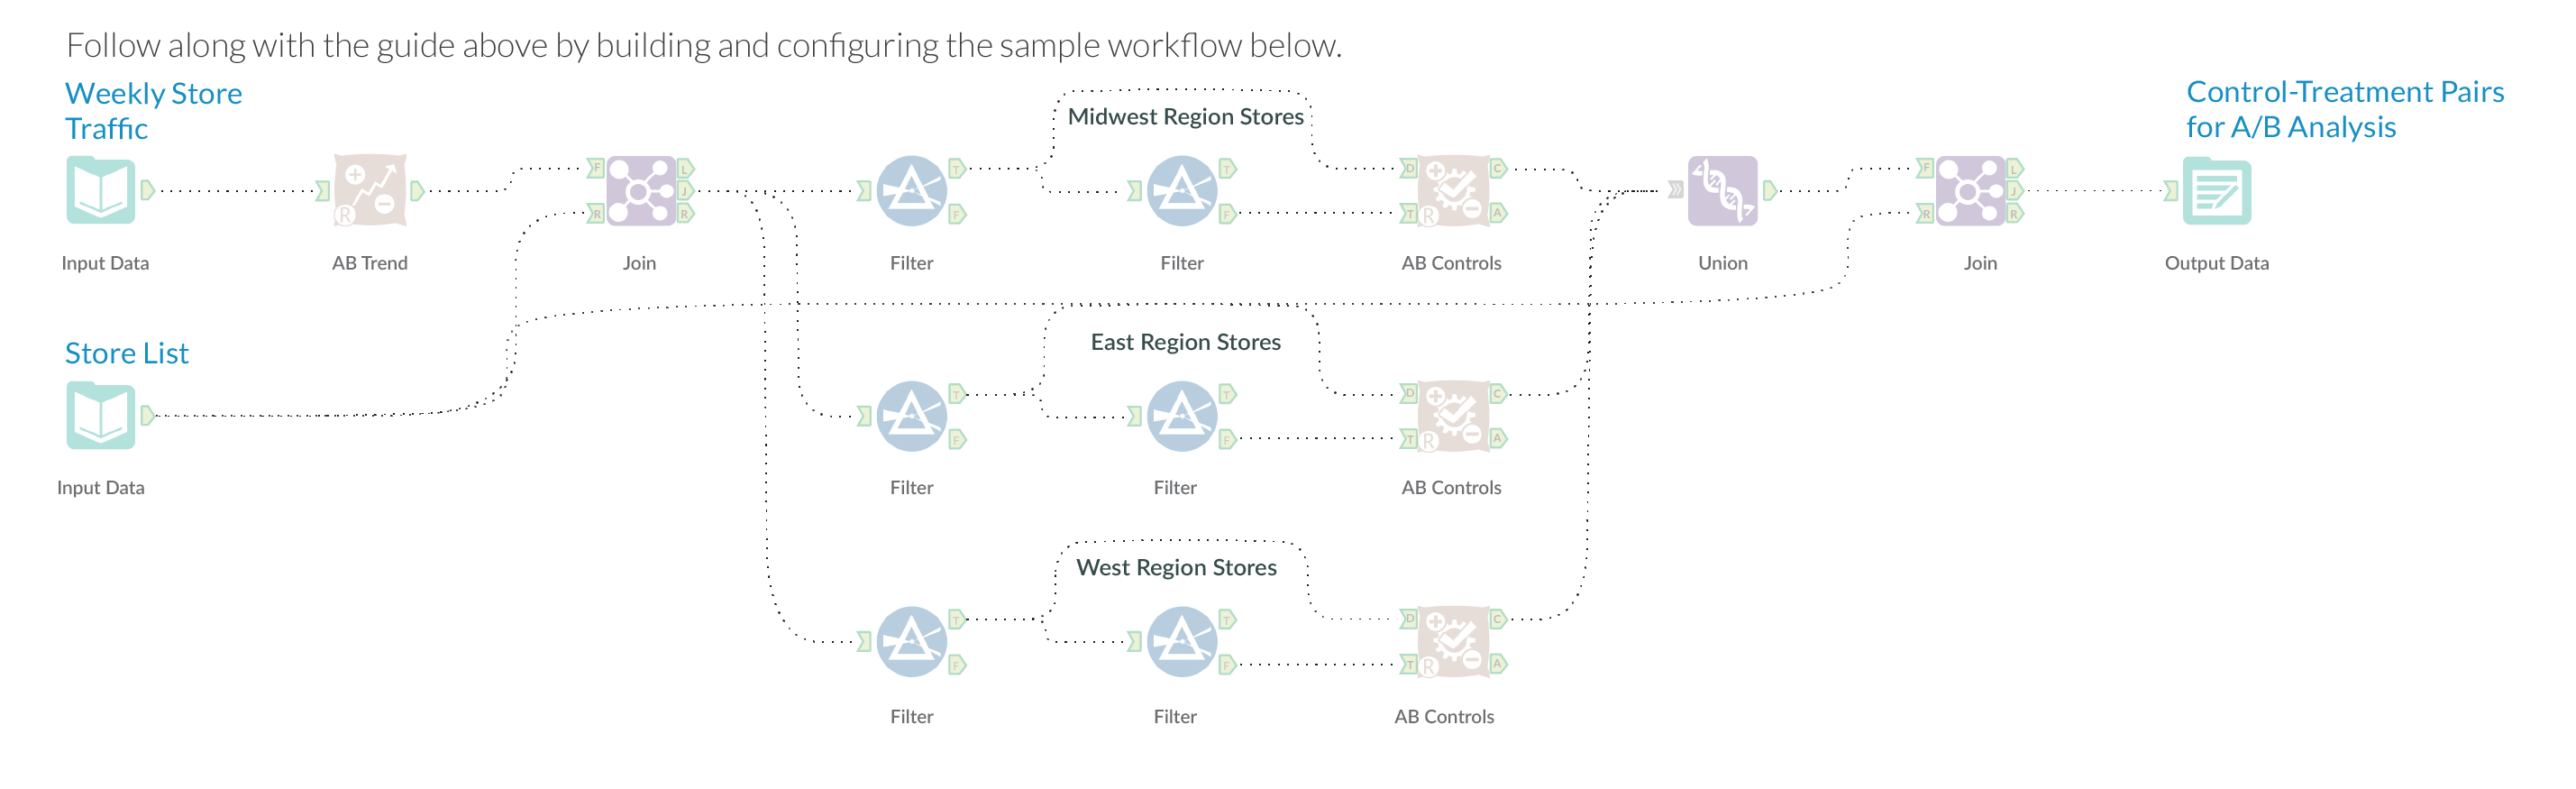 Follow along with the guide above by building and configuring the sample workflow below.
Weekly Store
Traffic
Control-Treatment Pairs
for A/B Analysis
Midwest Region Stores
F
R
R
L
J
R
T
F
T
F
D
T
R
C
A
F
R
L
J
R
Input Data
AB Trend
Join
Filter
Filter
AB Controls
Union
Join
Output Data
Store List
East Region Stores
T
F
T
F
D
T
R
C
A
Input Data
Filter
Filter
AB Controls
West Region Stores
T
F
T
F
D
T
R
C
A
Filter
Filter
AB Controls